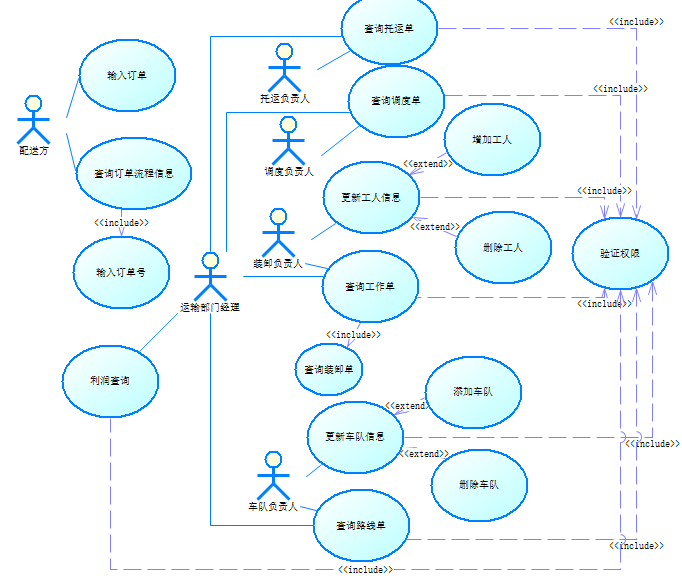 查询托运单
<<include>>
输入订单
托运负责人
查询调度单
<<include>>
配送方
调度负责人
增加工人
<<extend>>
查询订单流程信息
更新工人信息
<<include>>
<<include>>
<<extend>>
删除工人
装卸负责人
验证权限
输入订单号
查询工作单
运输部门经理
<<include>>
<<include>>
查询装卸单
利润查询
添加车队
<<extend>>
更新车队信息
<<include>>
<<extend>>
删除车队
车队负责人
查询路线单
<<include>>
<<include>>